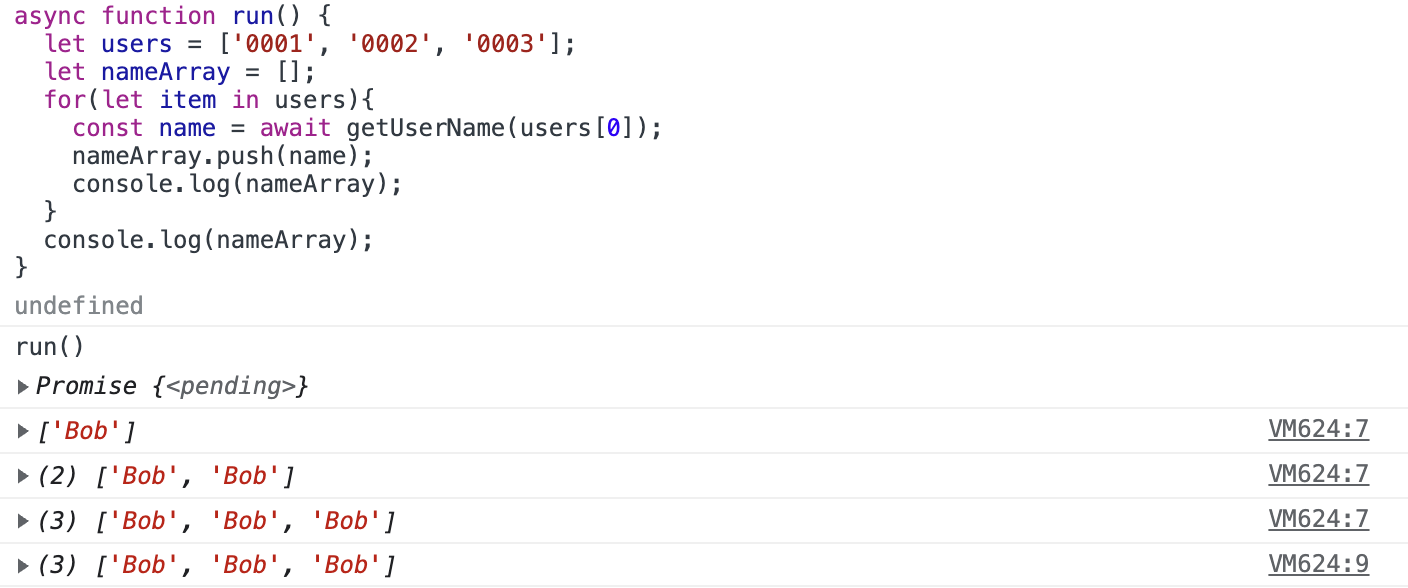 async function run() {
  let users = ['0001', '0002', '0003'];
  let nameArray = [];
  for(let item in users){
    const name = await getUserName(users[0]);
    nameArray.push(name);
    console.log(nameArray);
  }
  console.log(nameArray);
}
undefined
run()
Promise {<pending>}
['Bob'] VM624:7
(2) ['Bob', 'Bob'] VM624:7
(3) ['Bob', 'Bob', 'Bob'] VM624:7
(3) ['Bob', 'Bob', 'Bob'] VM624:9